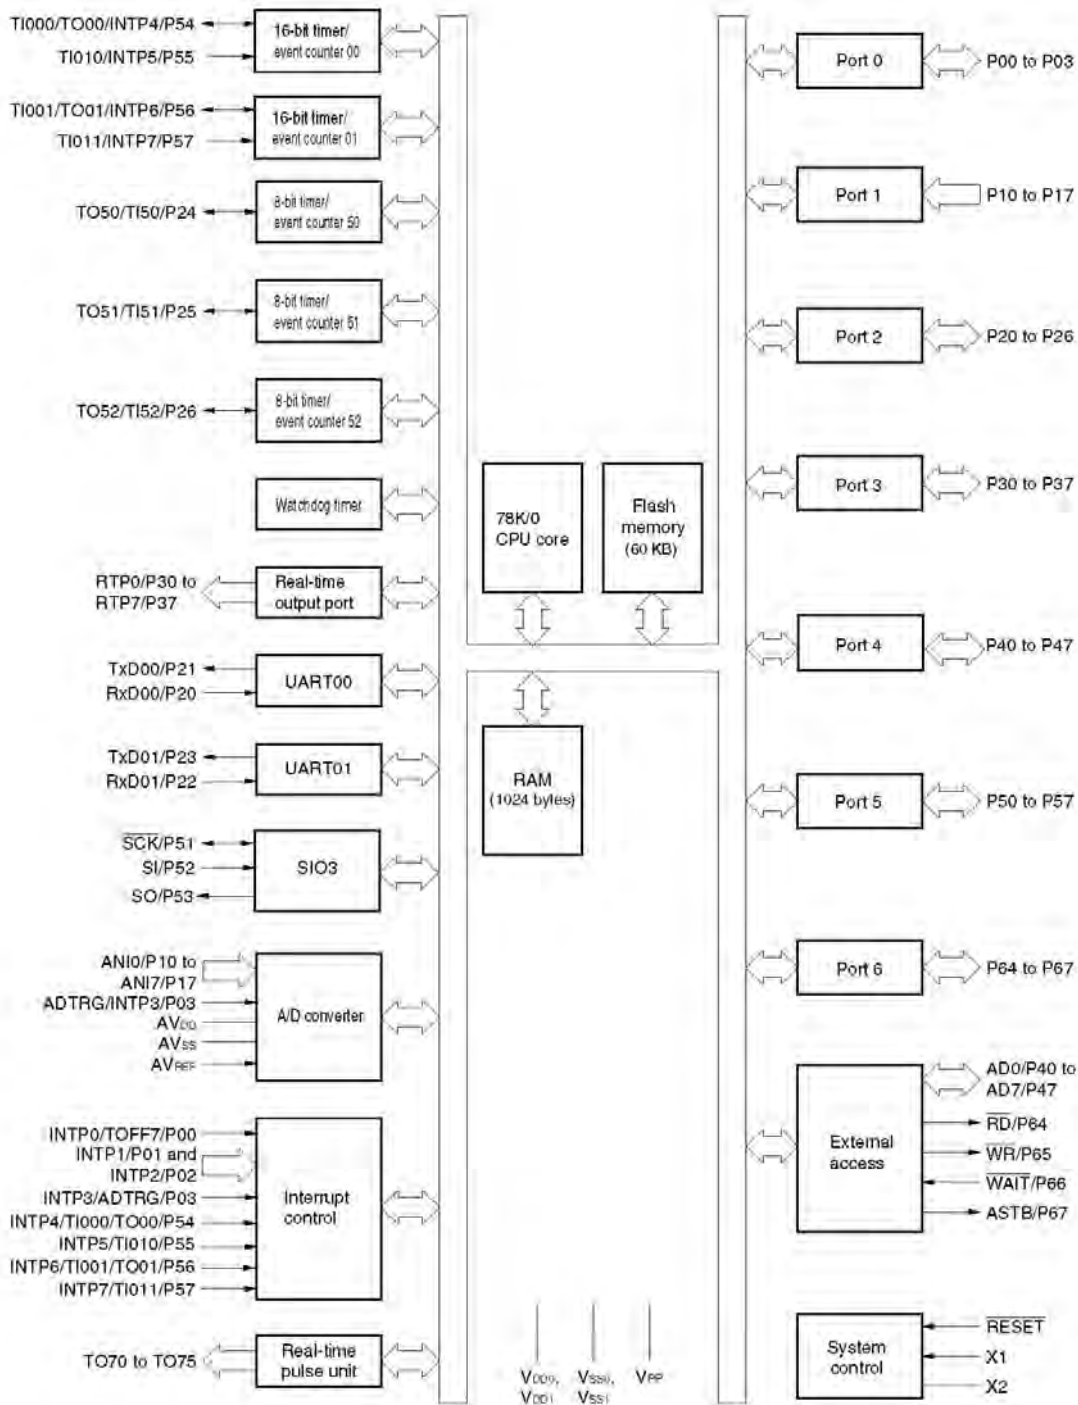 TI000/TO00/INTP4/P54
TI010/INTP5/P55
16-bit timer/
event counter 00
TI001/TO01/INTP6/P56
TI011/INTP7/P57
16-bit timer/
event counter 01
TO50/TI50/P24
8-bit timer/
event counter 50
TO51/TI51/P25
8-bit timer/
event counter 51
TO52/TI52/P26
8-bit timer/
event counter 52
Watchdog timer
RTP0/P30 to
RTP7/P37
Real-time
output port
TxD00/P21
RxD00/P20
UART00
TxD01/P23
RxD01/P22
UART01
SCK/P51
SI/P52
SO/P53
SIO3
ANI0/P10 to
ANI7/P17
ADTRG/INTP3/P03
AVDD
AVSS
AVREF
A/D converter
INTP0/TOFF7/P00
INTP1/P01 and
INTP2/P02
INTP3/ADTRG/P03
INTP4/TI000/TO00/P54
INTP5/TI010/P55
INTP6/TI001/TO01/P56
INTP7/TI011/P57
Interrupt
control
TO70 to TO75
Real-time
pulse unit
78K/0
CPU core
Flash
memory
(60 KB)
RAM
(1024 bytes)
VDD0,
VDD1
VSS0,
VSS1
VPP
Port 0
P00 to P03
Port 1
P10 to P17
Port 2
P20 to P26
Port 3
P30 to P37
Port 4
P40 to P47
Port 5
P50 to P57
Port 6
P64 to P67
External
access
AD0/P40 to
AD7/P47
RD/P64
WR/P65
WAIT/P66
ASTB/P67
System
control
RESET
X1
X2